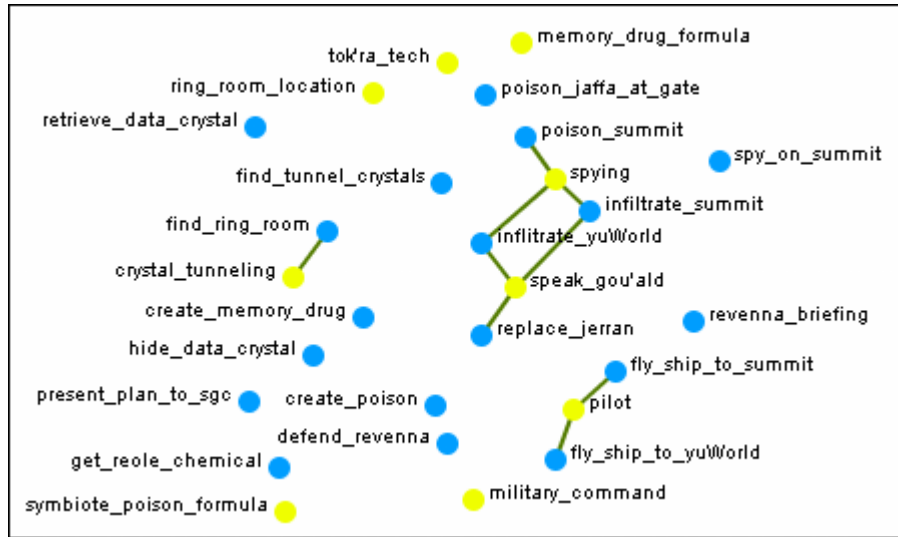 memory_drug_formula
tok'ra_tech
ring_room_location
poison_jaffa_at_gate
retrieve_data_crystal
poison_summit
spy_on_summit
find_tunnel_crystals
spying
infiltrate_summit
find_ring_room
inflitrate_yuWorld
crystal_tunneling
speak_gou'ald
create_memory_drug
replace_jerran
revenna_briefing
hide_data_crystal
fly_ship_to_summit
present_plan_to_sgc
create_poison
pilot
defend_revenna
get_reole_chemical
fly_ship_to_yuWorld
symbiote_poison_formula
military_command